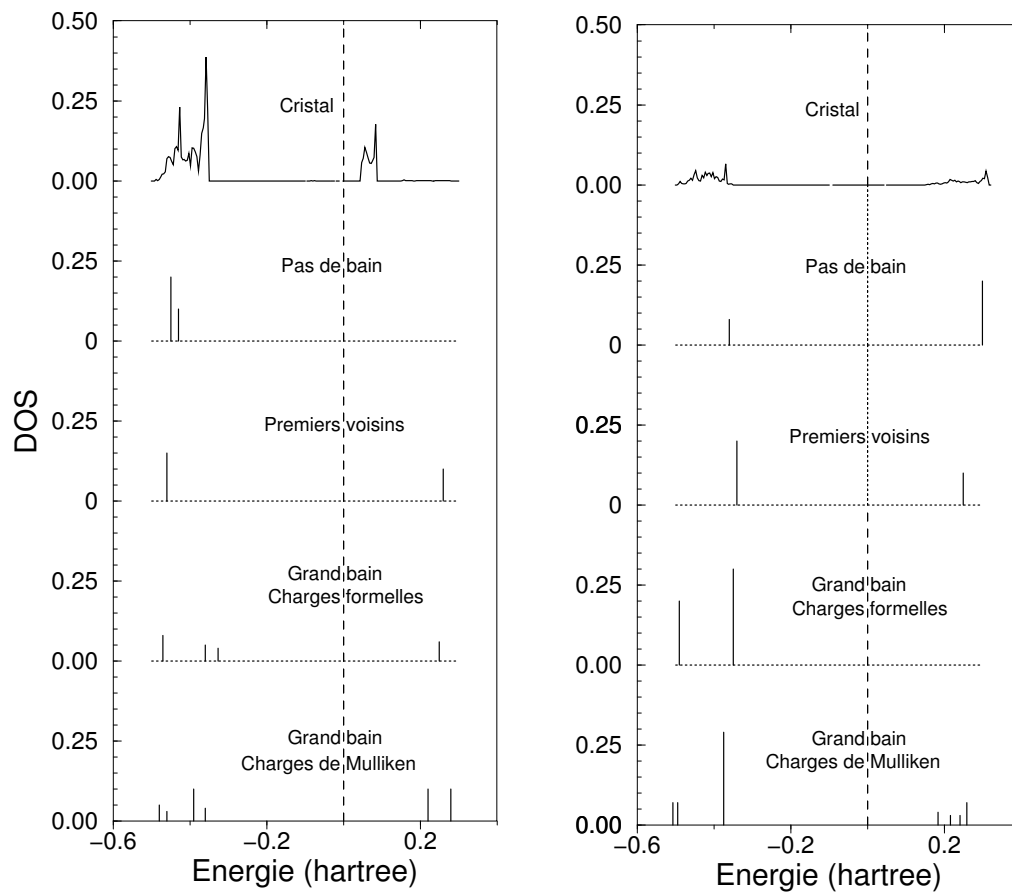 0.50
0.25
Cristal
0.00
0.25
Pas de bain
0
0.25
Premiers voisins
0
DOS
0.25
Grand bain
Charges formelles
0.00
0.25
Grand bain
Charges de Mulliken
0.00
−0.6
−0.2
0.2
Energie (hartree)
0.50
0.25
Cristal
0.00
0.25
Pas de bain
0
0.25
Premiers voisins
0
0.25
Grand bain
Charges formelles
0.00
0.25
Grand bain
Charges de Mulliken
0.00
−0.6
−0.2
0.2
Energie (hartree)